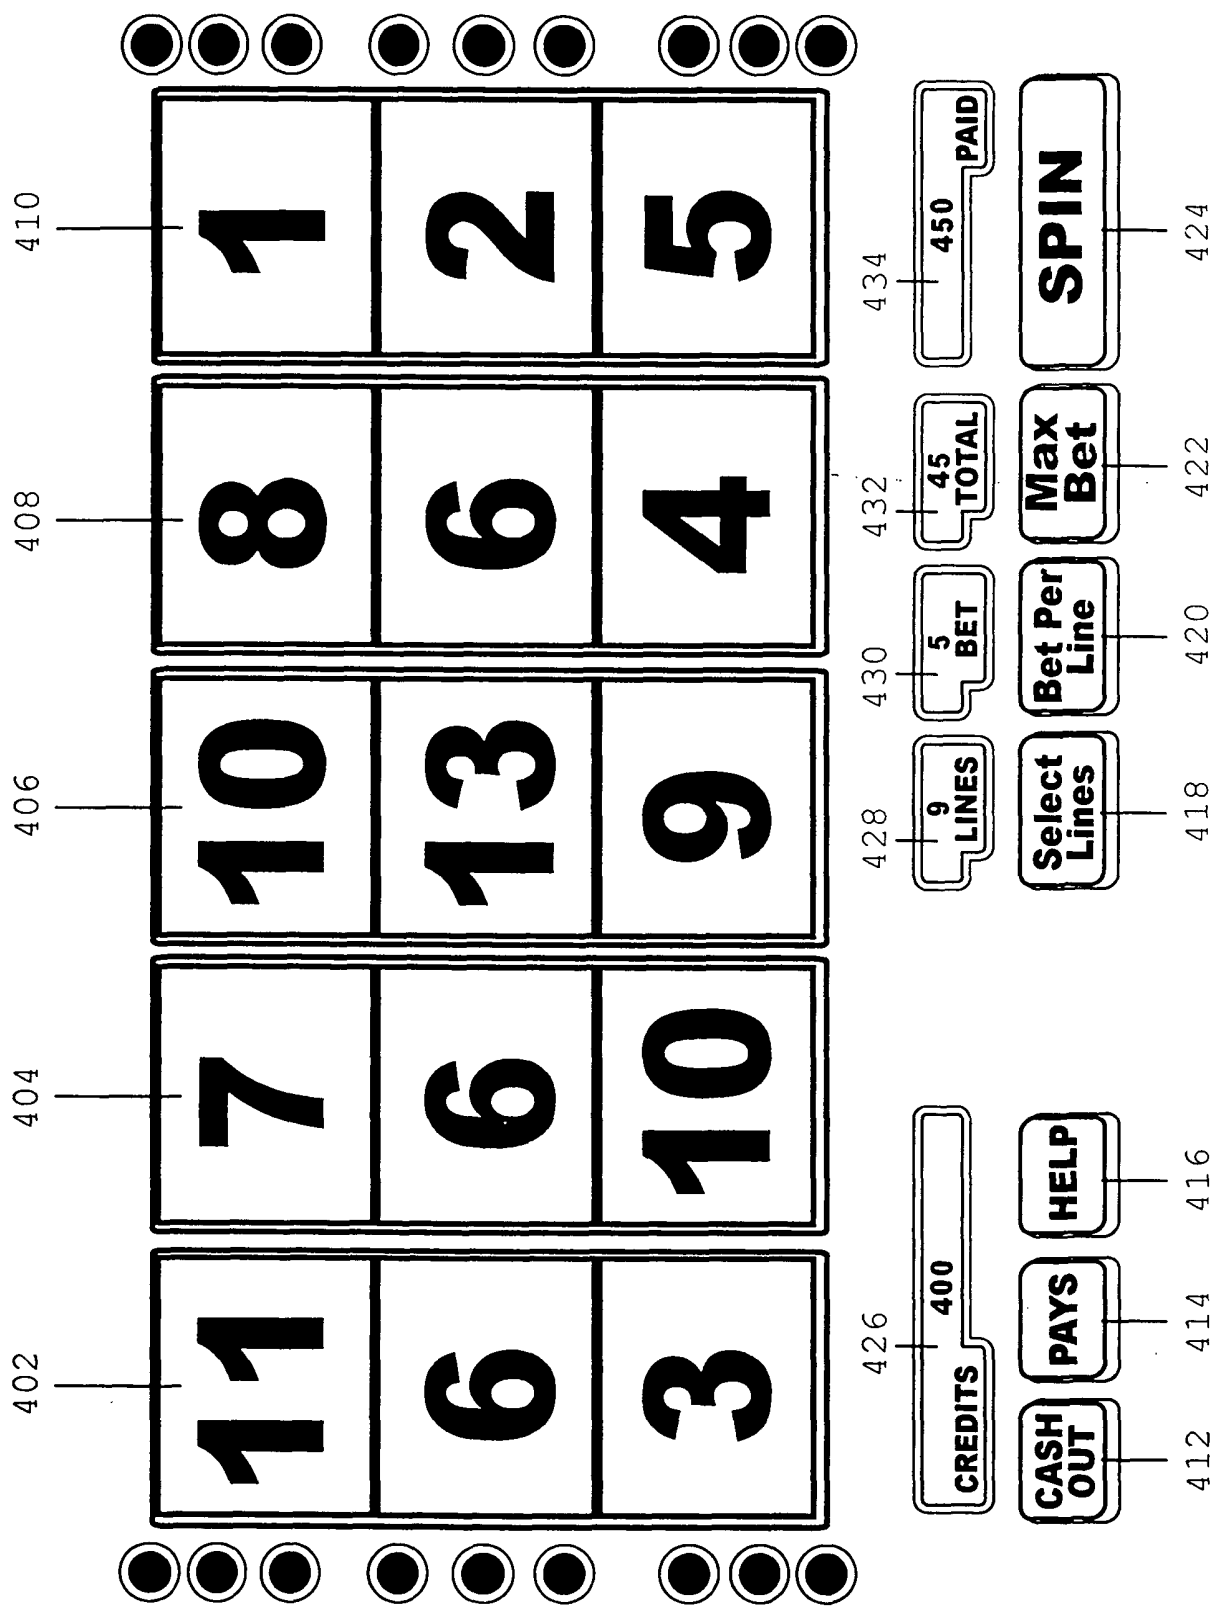 402 404 406 408 410
11 7 10 8 1
6 6 13 6 2
3 10 9 4 5
426 428 430 432 434
400 9 5 45 450
CREDITS LINES BET TOTAL PAID
CASH OUT
PAYS
HELP
Select Lines
Bet Per Line
Max Bet
SPIN
412 414 416 418 420 422 424